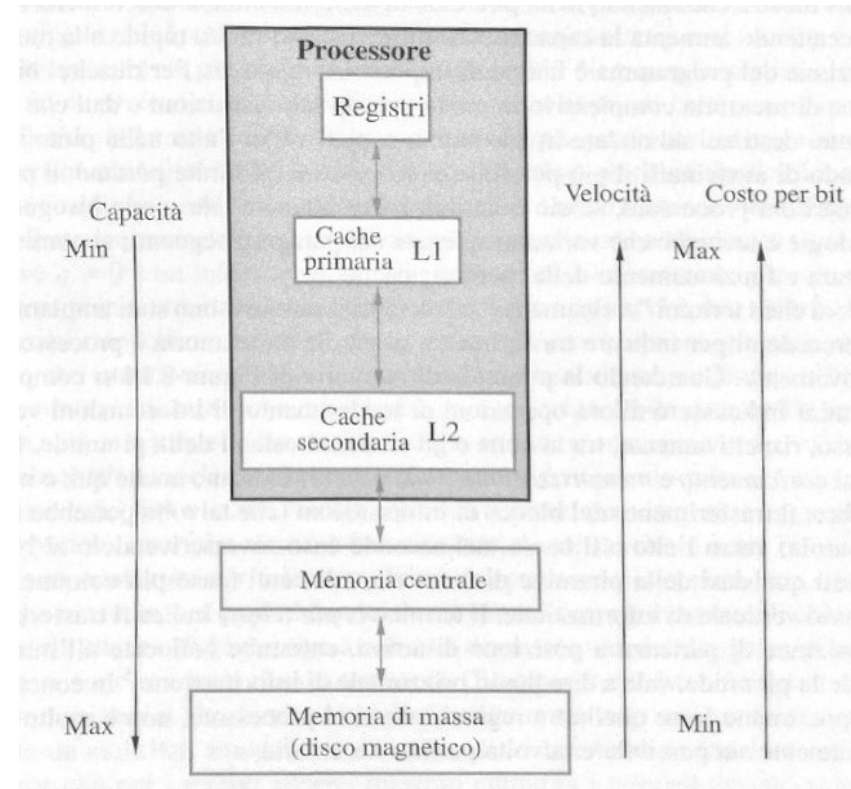 Processore
Registri
Cache
primaria L1
Cache
secondaria L2
Memoria centrale
Memoria di massa
(disco magnetico)
Capacità
Min
Max
Velocità
Costo per bit
Max
Min